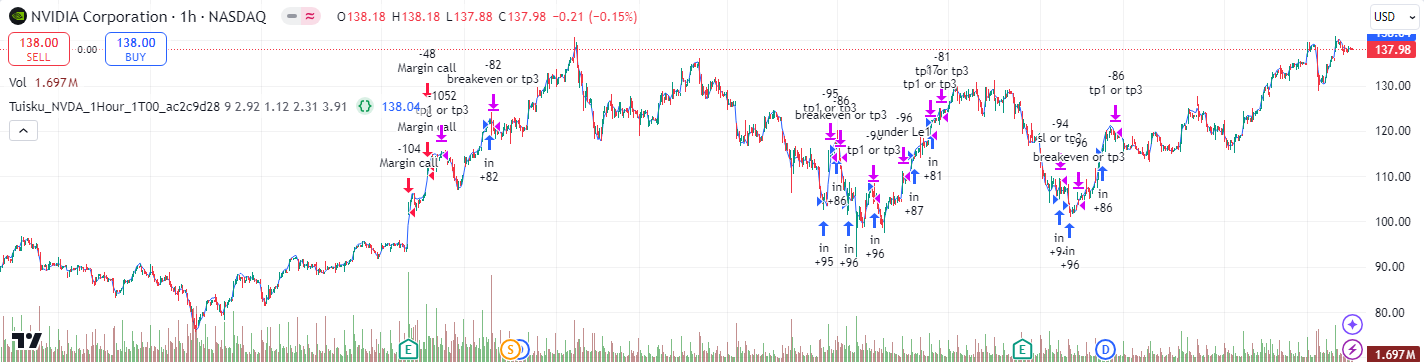 NVIDIA Corporation · 1h · NASDAQ O138.18 H138.18 L137.88 C137.98 −0.21 (−0.15%)
USD
138.00 0.00 138.00
SELL BUY
Vol 1.697M
Tuisku_NVDA_1Hour_1T00_ac2c9d28 9 2.92 1.12 2.31 3.91 138.04
137.98
130.00
120.00
110.00
100.00
90.00
80.00
1.697M
-48
Margin call
-1052
tp1 or tp3
Margin call
-104
Margin call
-82
breakeven or tp3
in
+82
-95
tp1 or tp3
-86
breakeven or tp3
in
+86
in
+95
in
+96
-99
tp1 or tp3
in
+96
-96
under Le1
in
+87
-81
tp1 or tp3
tp1 or tp3
in
+81
-94
sl or tp3
-96
breakeven or tp3
in
in
+96
-86
tp1 or tp3
in
+86
E
S
E
D